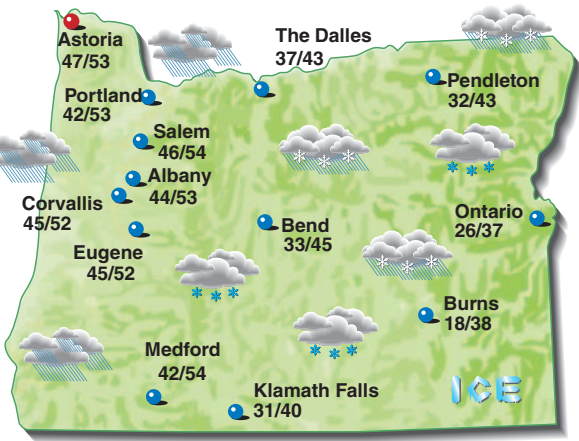 Astoria
47/53
The Dalles
37/43
Pendleton
32/43
Portland
42/53
Salem
46/54
Albany
44/53
Corvallis
45/52
Eugene
45/52
Bend
33/45
Ontario
26/37
Burns
18/38
Medford
42/54
Klamath Falls
31/40
ICE